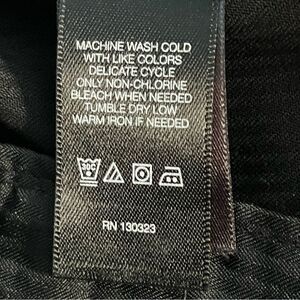 MACHINE WASH COLD
WITH LIKE COLORS
DELICATE CYCLE
ONLY NON-CHLORINE
BLEACH WHEN NEEDED
TUMBLE DRY LOW
WARM IRON IF NEEDED
30C
RN 130323